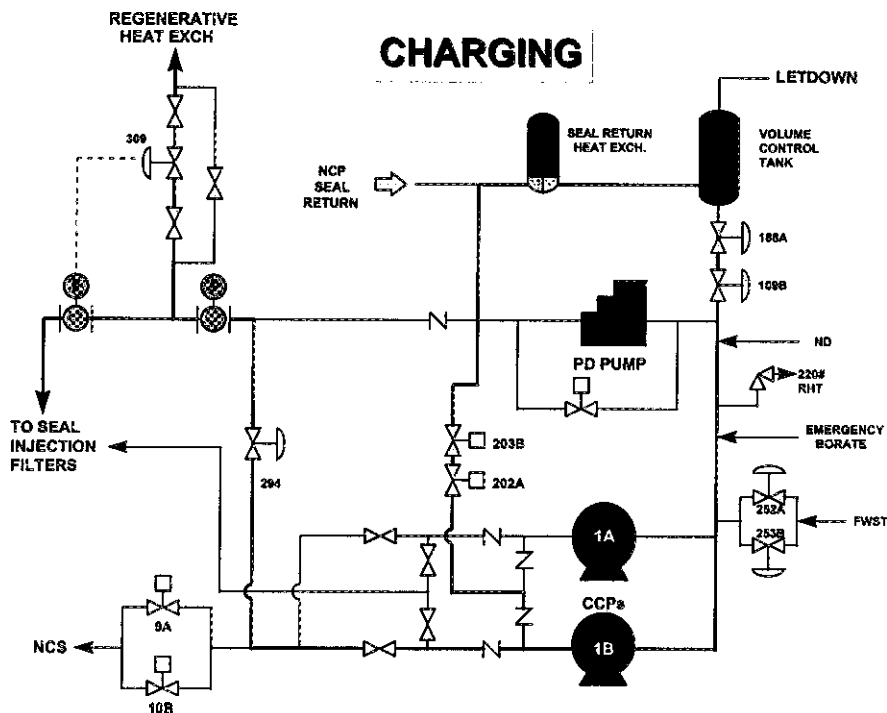 REGENERATIVE
HEAT EXCH
CHARGING
LETDOWN
309
SEAL RETURN
HEAT EXCH.
VOLUME
CONTROL
TANK
NCP
SEAL
RETURN
188A
189B
ND
PD PUMP
220#
RHT
TO SEAL
INJECTION
FILTERS
EMERGENCY
BORATE
203B
294
202A
252A
FWST
253B
1A
CCPs
9A
NCS
1B
10B